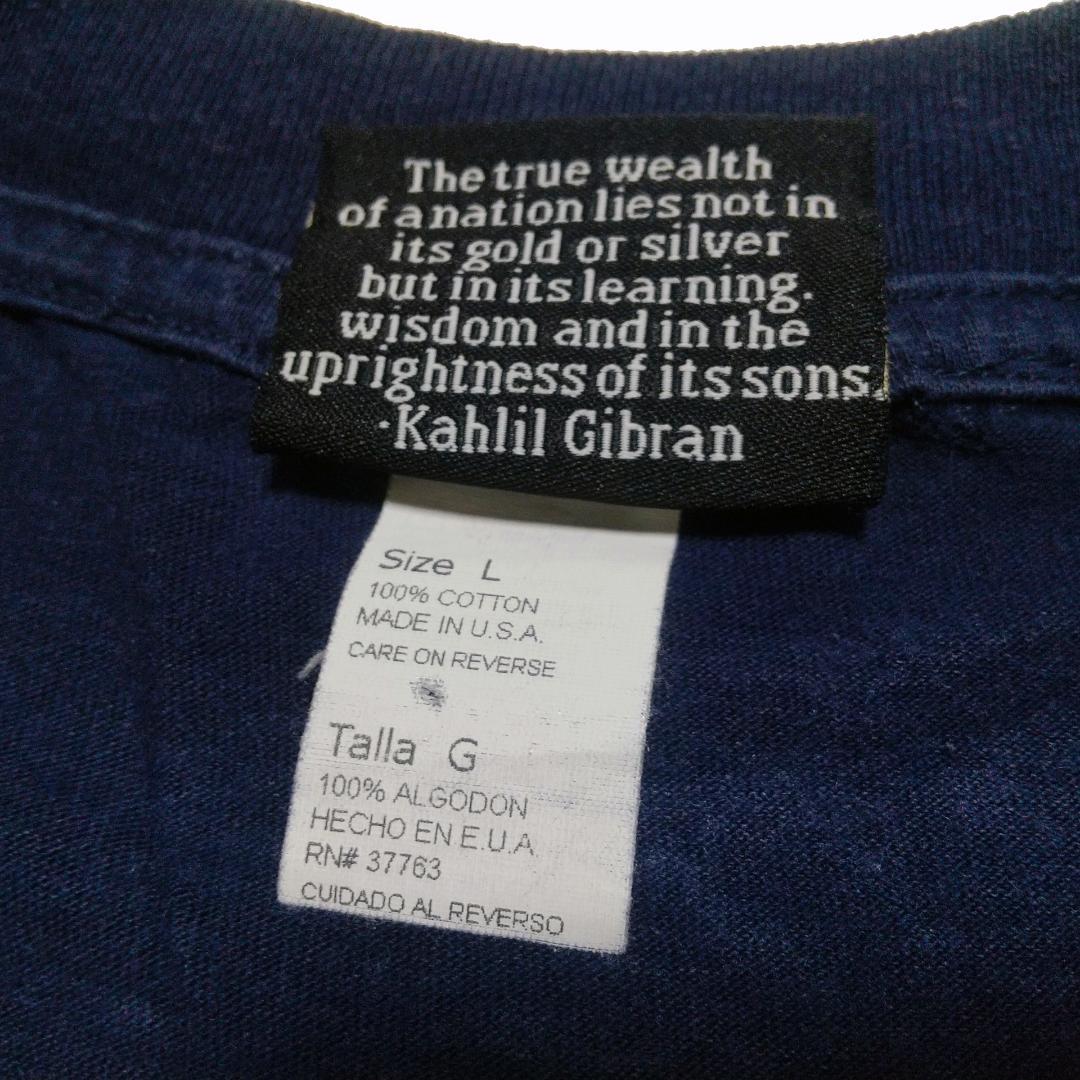 The true wealth
of a nation lies not in
its gold or silver
but in its learning.
wisdom and in the
uprightness of its sons.
-Kahlil Gibran
Size L
100% COTTON
MADE IN U.S.A.
CARE ON REVERSE
Talla G
100% ALGODON
HECHO EN E.U.A
RN# 37763
CUIDADO AL REVERSO